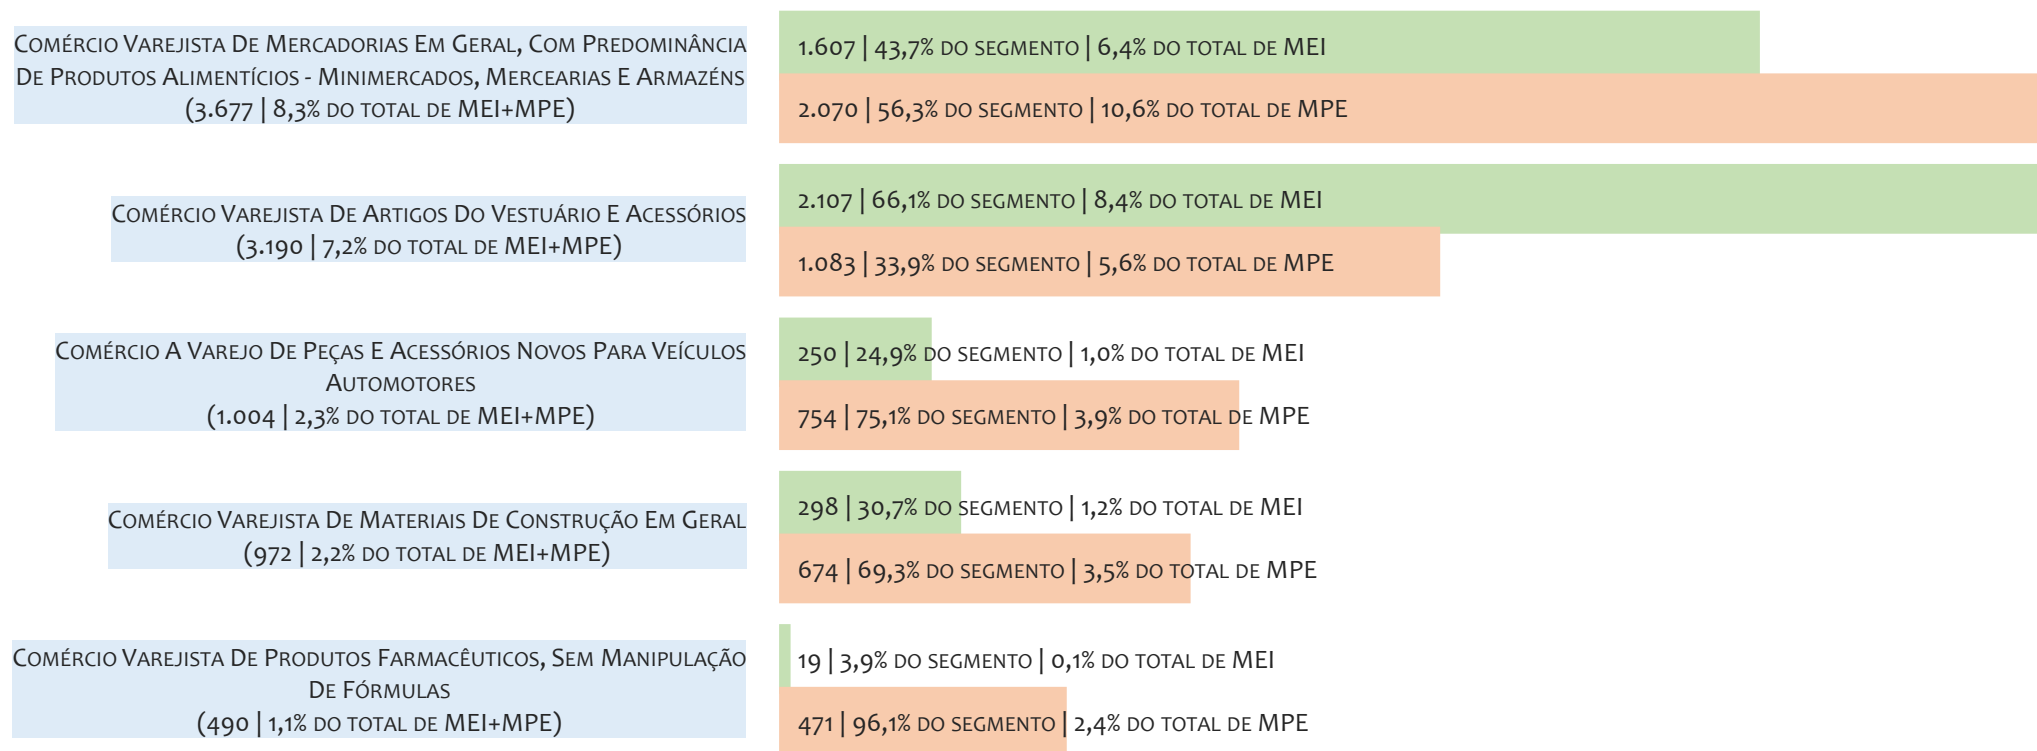 Comércio Varejista De Mercadorias Em Geral, Com Predominância
De Produtos Alimentícios - Minimercados, Mercearias E Armazéns
(3.677 | 8,3% do total de MEI+MPE)
1.607 | 43,7% do segmento | 6,4% do total de MEI
2.070 | 56,3% do segmento | 10,6% do total de MPE
Comércio Varejista De Artigos Do Vestuário E Acessórios
(3.190 | 7,2% do total de MEI+MPE)
2.107 | 66,1% do segmento | 8,4% do total de MEI
1.083 | 33,9% do segmento | 5,6% do total de MPE
Comércio A Varejo De Peças E Acessórios Novos Para Veículos
Automotores
(1.004 | 2,3% do total de MEI+MPE)
250 | 24,9% do segmento | 1,0% do total de MEI
754 | 75,1% do segmento | 3,9% do total de MPE
Comércio Varejista De Materiais De Construção Em Geral
(972 | 2,2% do total de MEI+MPE)
298 | 30,7% do segmento | 1,2% do total de MEI
674 | 69,3% do segmento | 3,5% do total de MPE
Comércio Varejista De Produtos Farmacêuticos, Sem Manipulação
De Fórmulas
(490 | 1,1% do total de MEI+MPE)
19 | 3,9% do segmento | 0,1% do total de MEI
471 | 96,1% do segmento | 2,4% do total de MPE